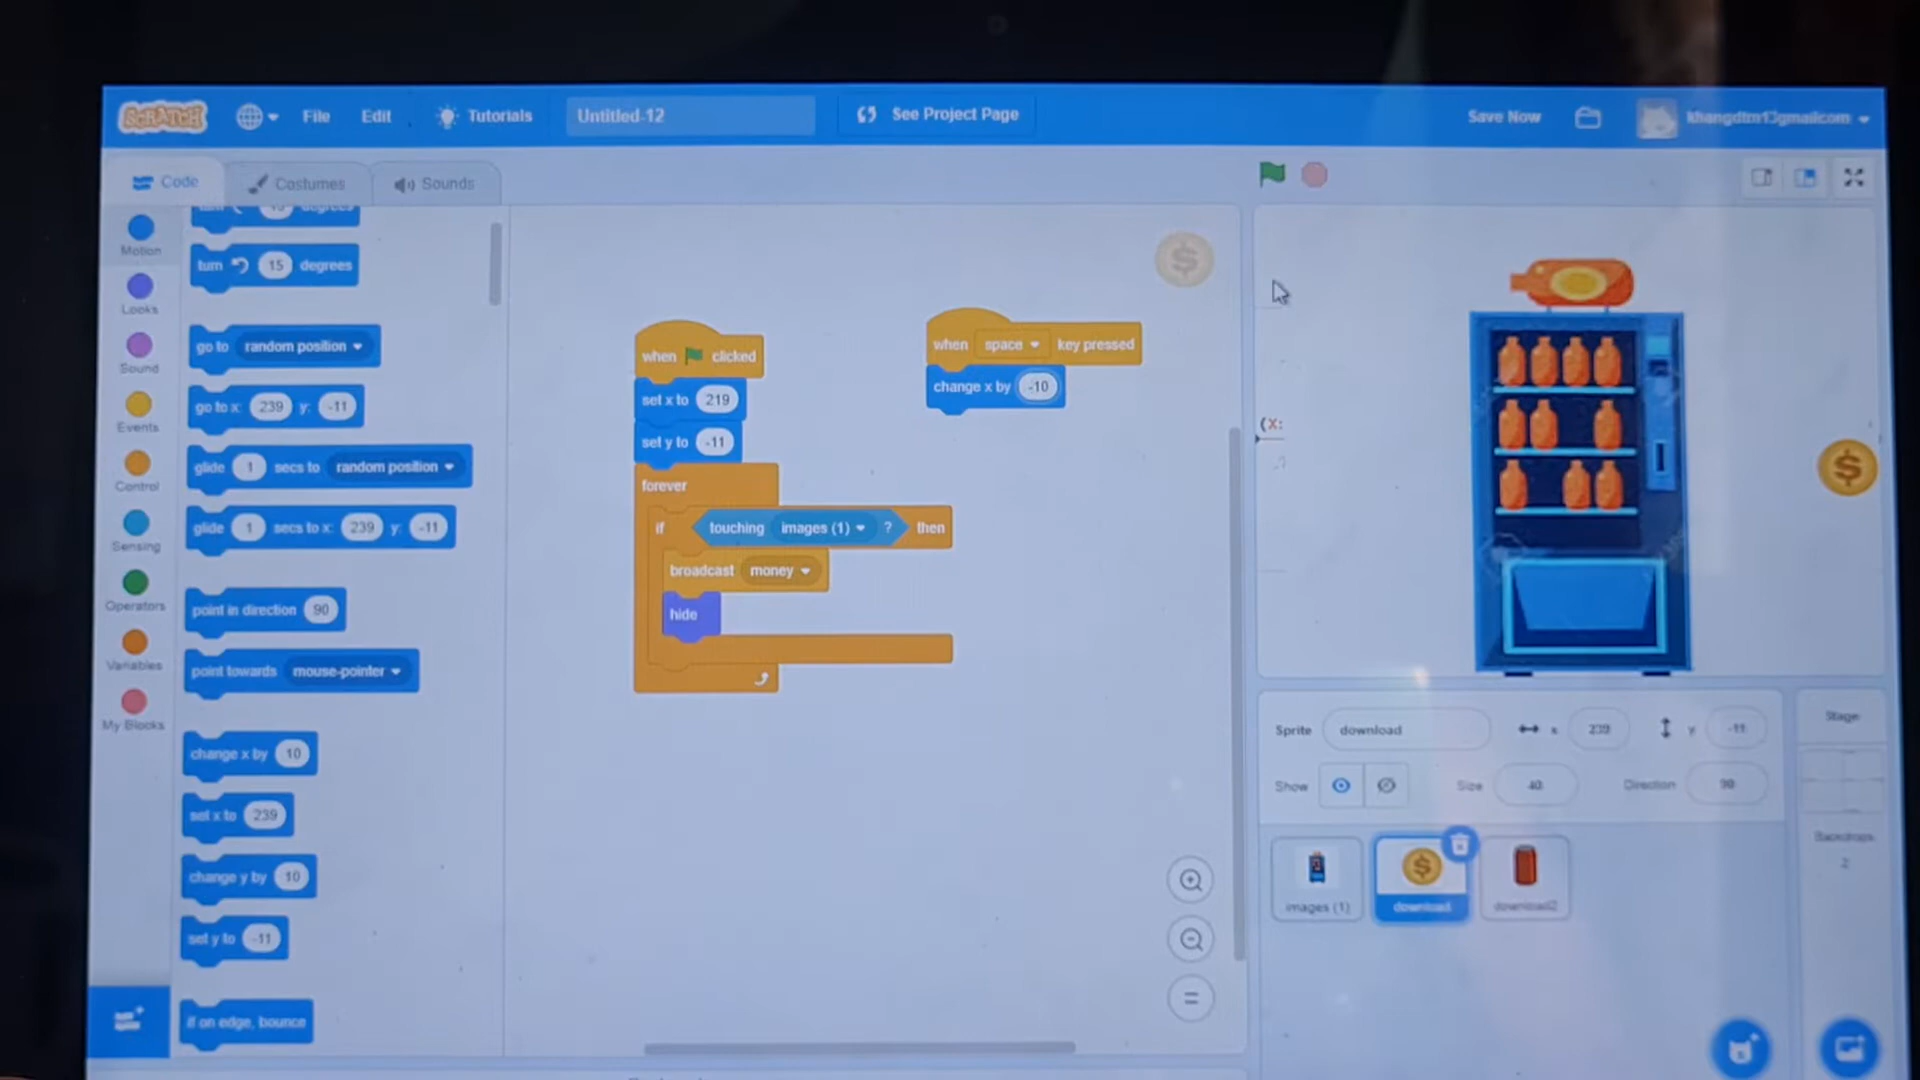 SCRATCH File Edit Tutorials Untitled-12 See Project Page Save Now khangdtm13gmailcom
Code Costumes Sounds
Motion
Looks
Sound
Events
Control
Sensing
Operators
Variables
My Blocks
turn 15 degrees
go to random position
go to x: 239 y: -11
glide 1 secs to random position
glide 1 secs to x: 239 y: -11
point in direction 90
point towards mouse-pointer
change x by 10
set x to 239
change y by 10
set y to -11
if on edge, bounce
when clicked
set x to 219
set y to -11
forever
if touching images (1) ? then
broadcast money
hide
when space key pressed
change x by -10
(X:
$
$
Sprite download x 239 y -11
Show Size 40 Direction 90
images (1) download download2
Stage
Backdrops
2